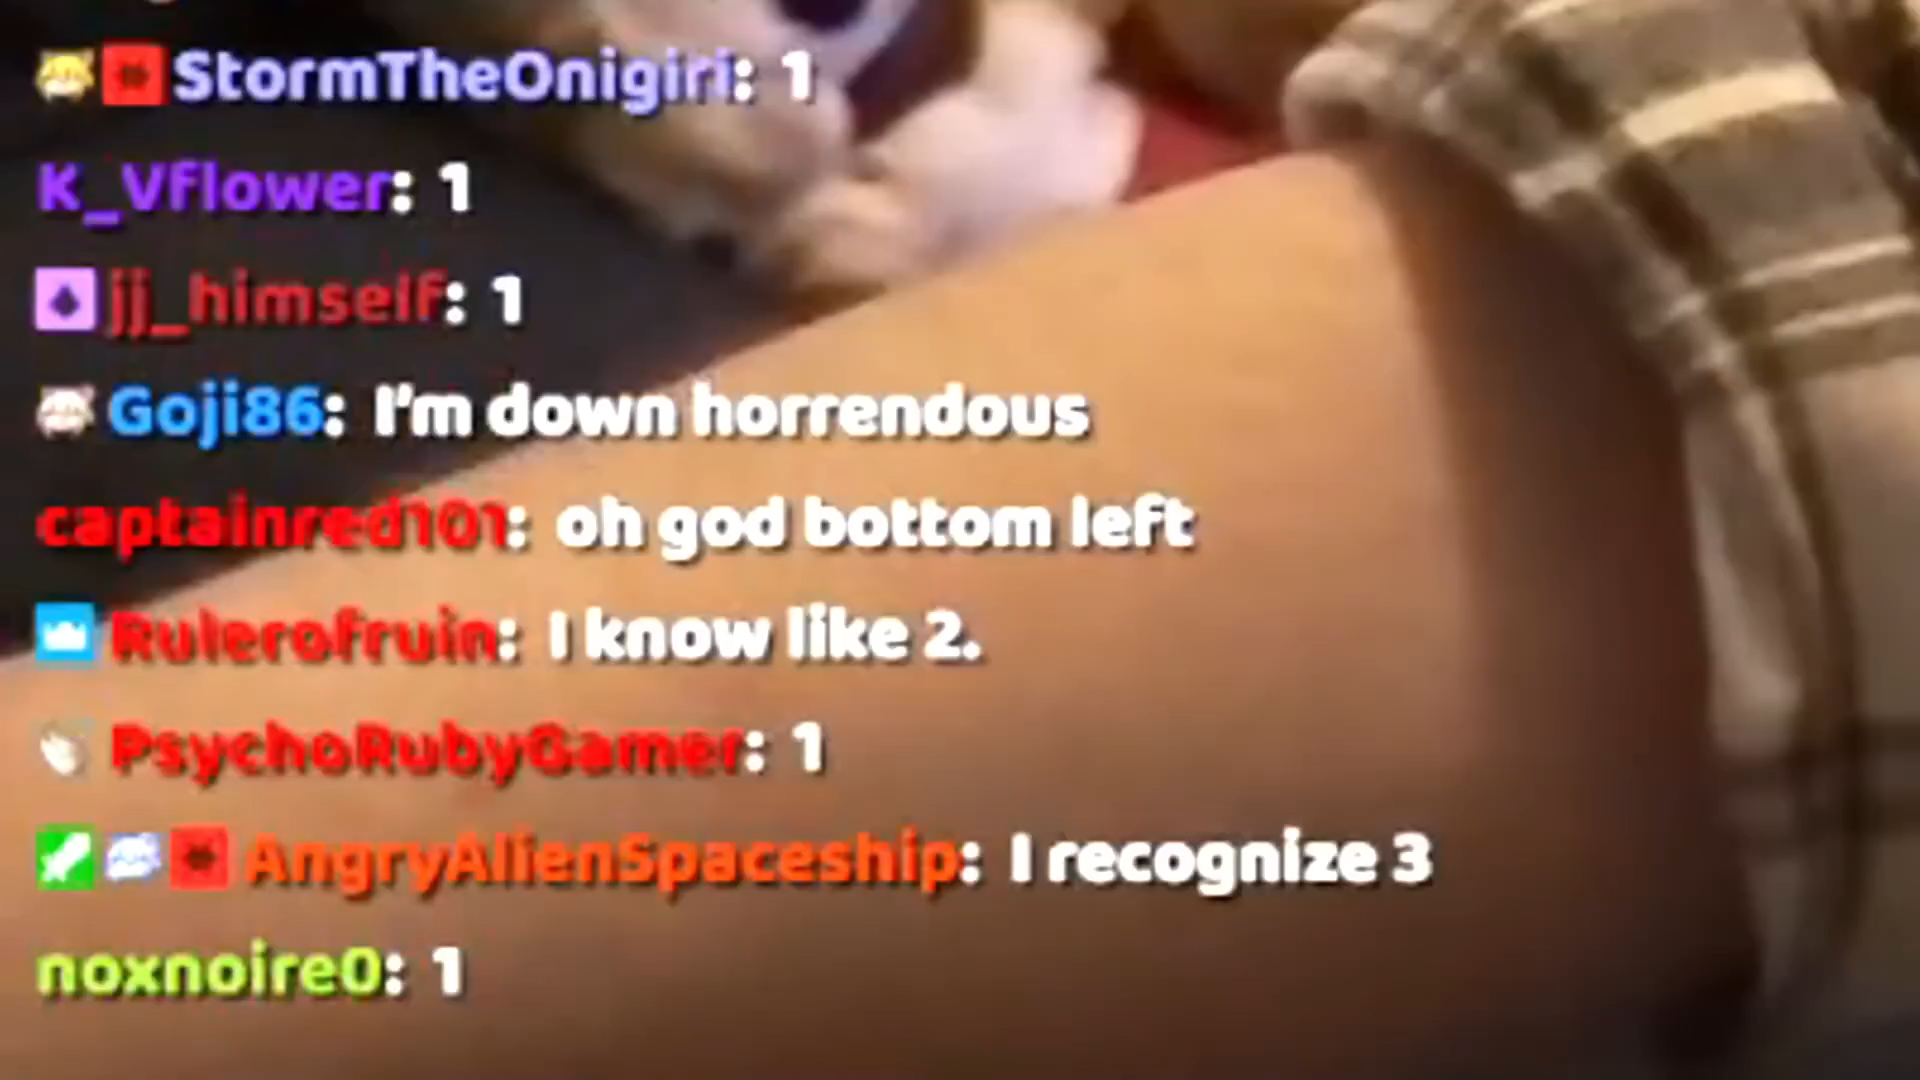 StormTheOnigiri: 1
K_Vflower: 1
jj_himself: 1
Goji86: I'm down horrendous
captainred101: oh god bottom left
Rulerofruin: I know like 2.
PsychoRubyGamer: 1
AngryAlienSpaceship: I recognize 3
noxnoire0: 1